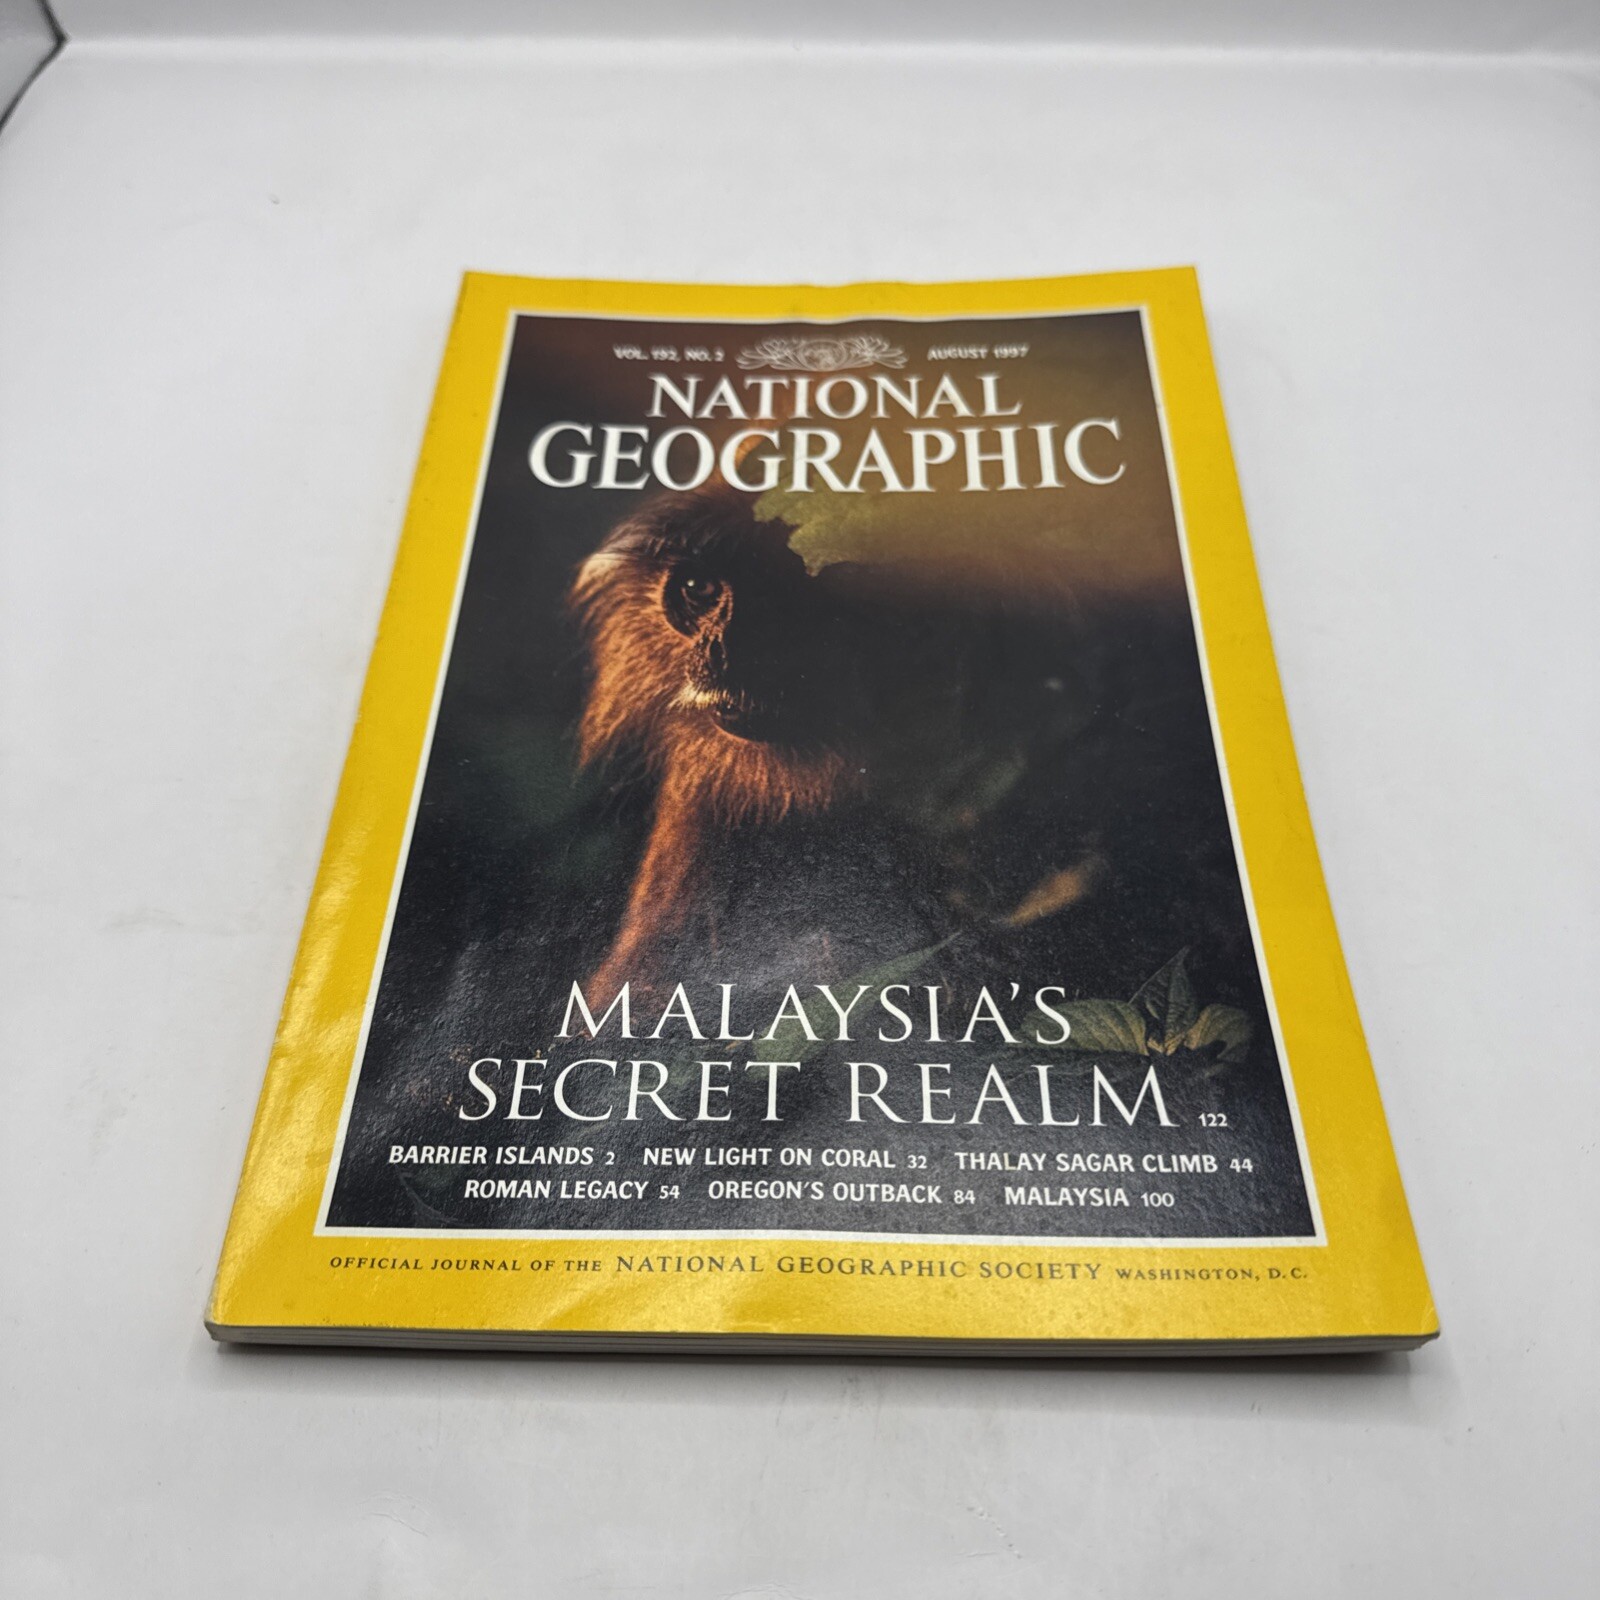 VOL. 192, NO. 2 AUGUST 1997
NATIONAL
GEOGRAPHIC
MALAYSIA'S
SECRET REALM 122
BARRIER ISLANDS 2 NEW LIGHT ON CORAL 32 THALAY SAGAR CLIMB 44
ROMAN LEGACY 54 OREGON'S OUTBACK 84 MALAYSIA 100
OFFICIAL JOURNAL OF THE NATIONAL GEOGRAPHIC SOCIETY WASHINGTON, D.C.